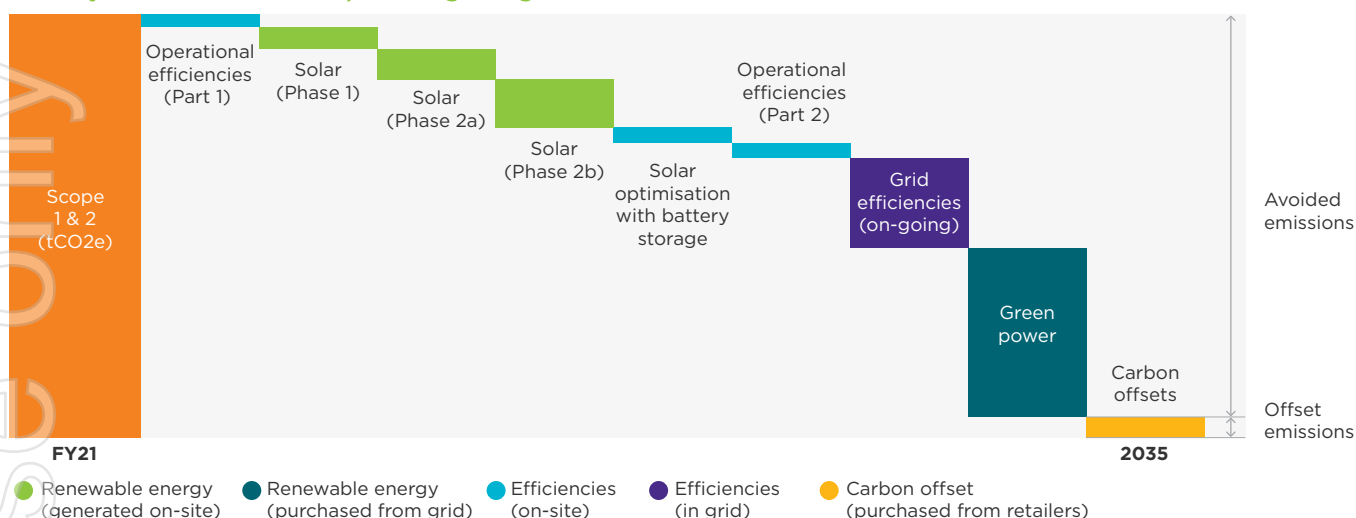 Operational
efficiencies
(Part 1)
Solar
(Phase 1)
Solar
(Phase 2a)
Solar
(Phase 2b)
Solar
optimisation
with battery
storage
Operational
efficiencies
(Part 2)
Grid
efficiencies
(on-going)
Green
power
Carbon
offsets
Scope
1 & 2
(tCO2e)
Avoided
emissions
Offset
emissions
FY21
2035
Renewable energy
(generated on-site)
Renewable energy
(purchased from grid)
Efficiencies
(on-site)
Efficiencies
(in grid)
Carbon offset
(purchased from retailers)
se only